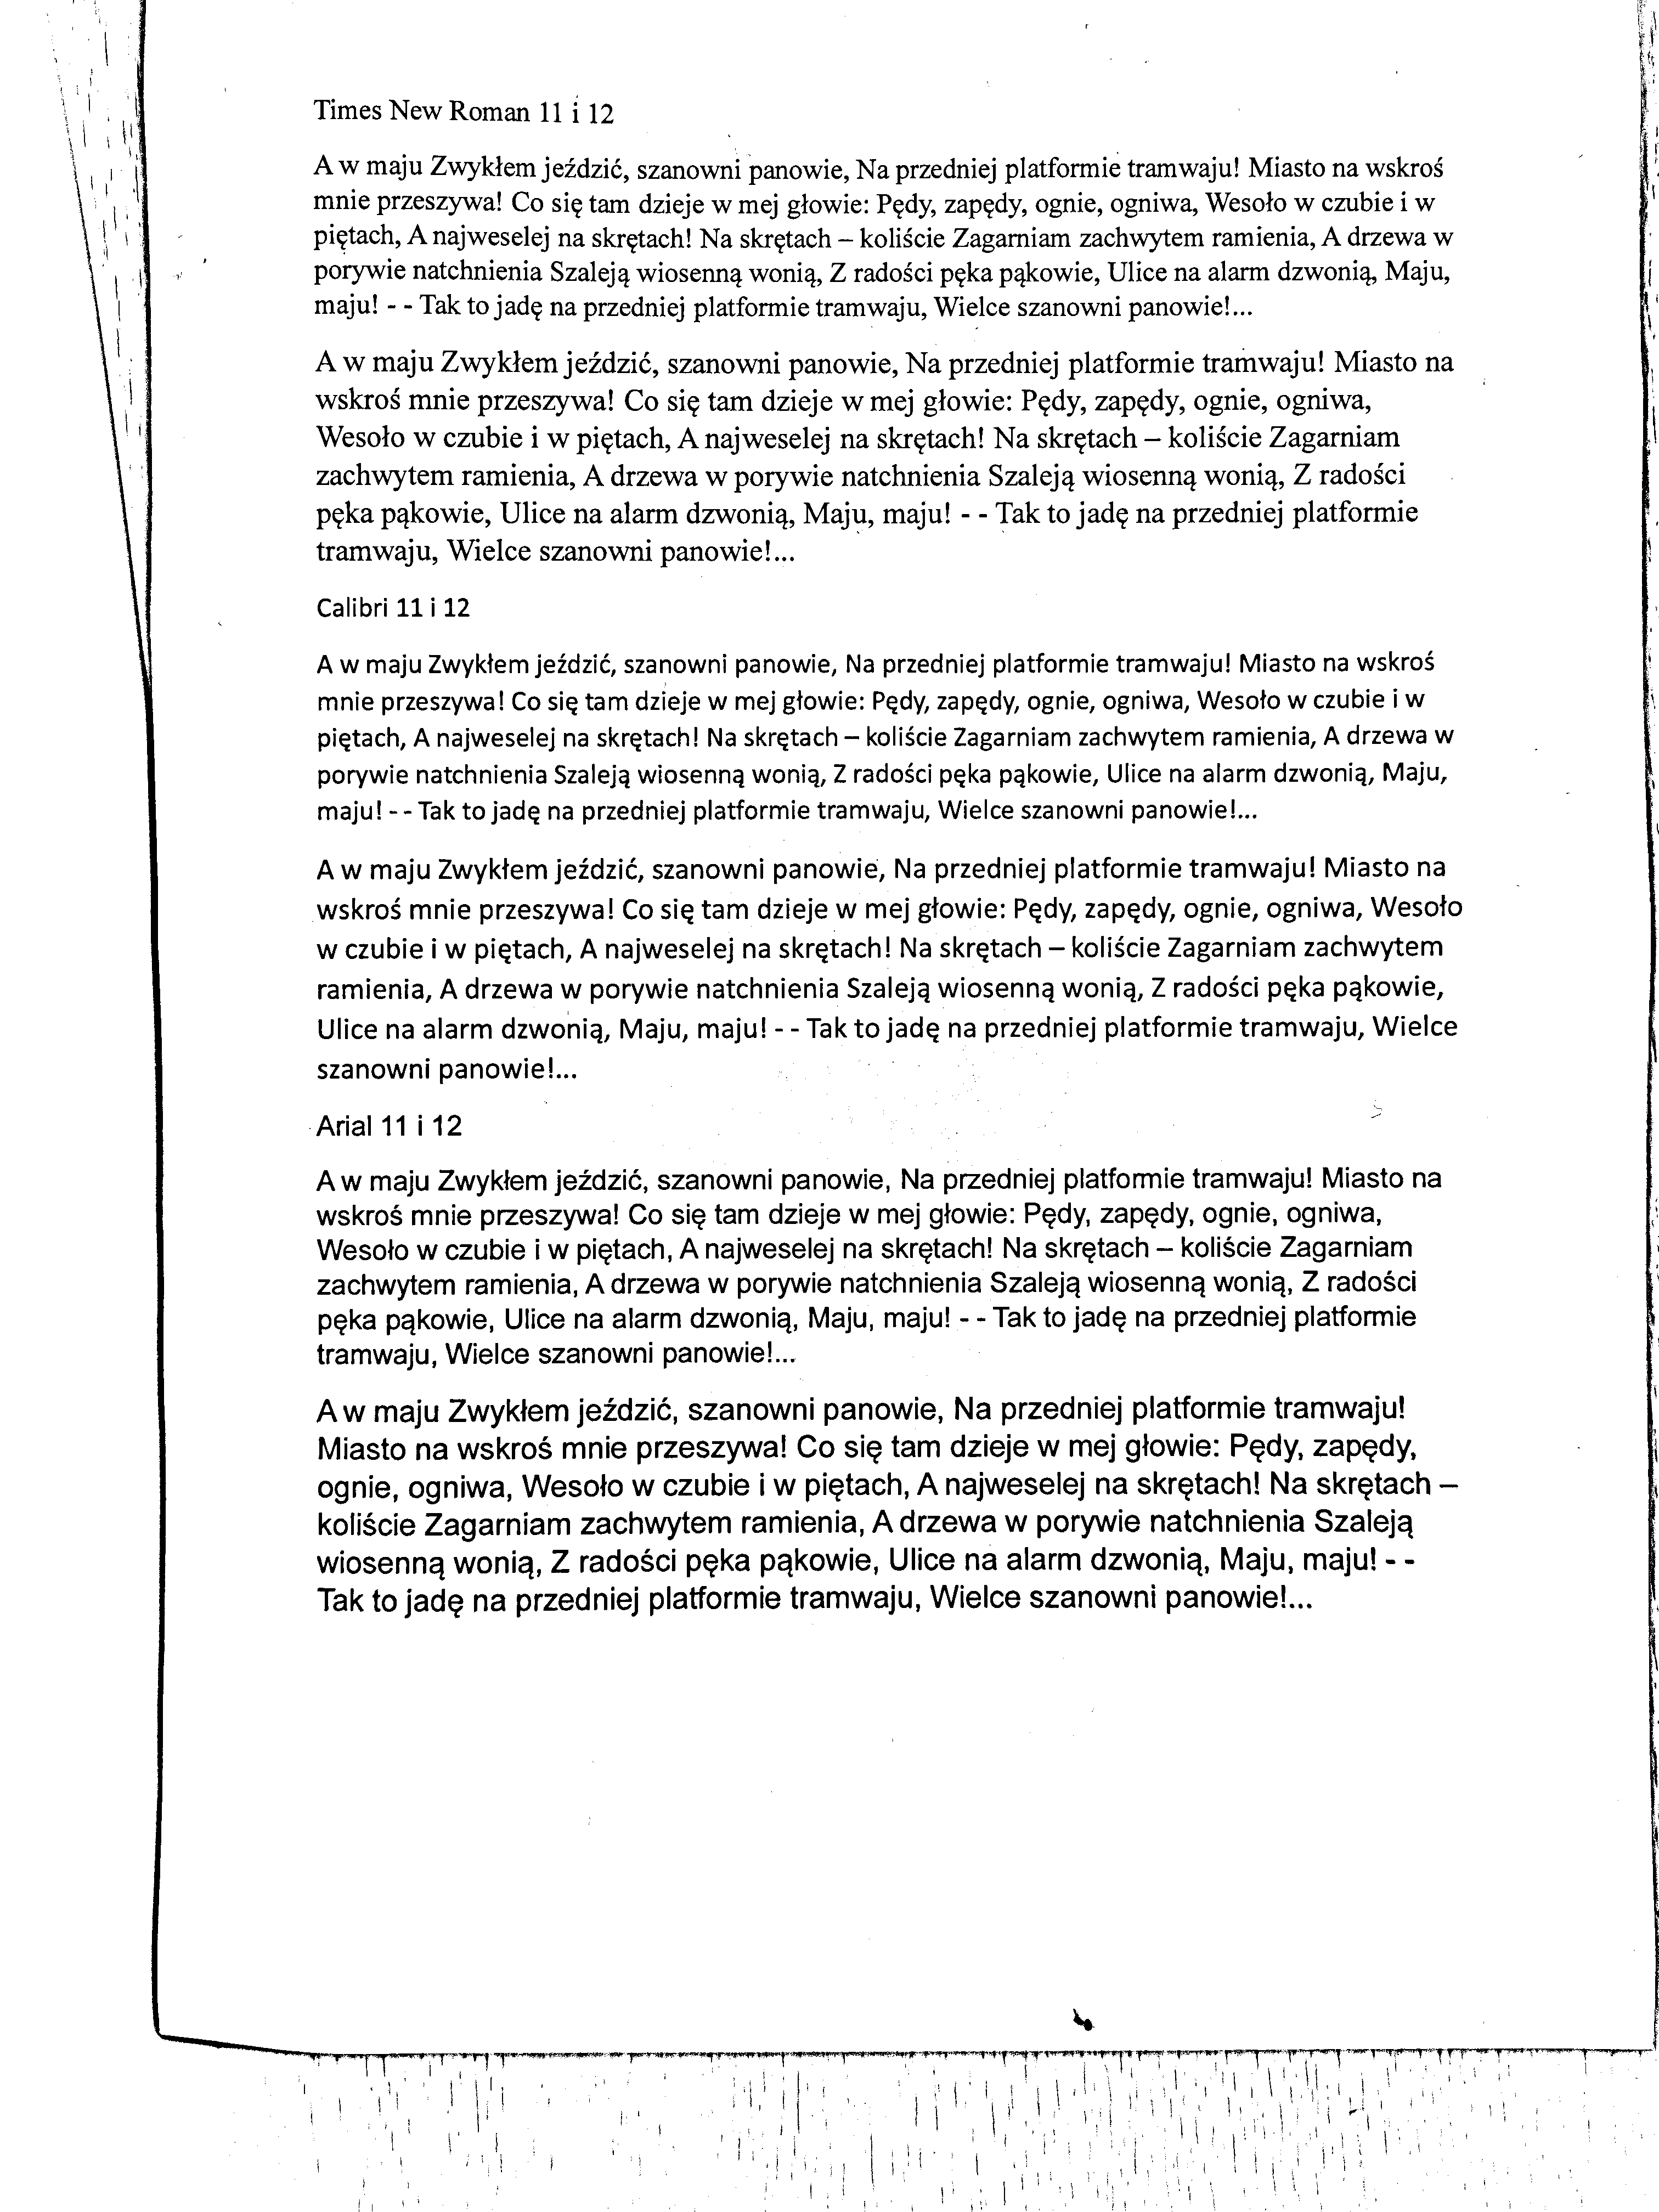 Times New Roman 11 i 12
A w maju Zwykłem jeździć, szanowni panowie, Na przedniej platformie tramwaju! Miasto na wskroś
mnie przeszywa! Co się tam dzieje w mej głowie: Pędy, zapędy, ognie, ogniwa, Wesoło w czubie i w
piętach, A najweselej na skrętach! Na skrętach – koliście Zagarniam zachwytem ramienia, A drzewa w
porywie natchnienia Szaleją wiosenną wonią, Z radości pęka pąkowie, Ulice na alarm dzwonią, Maju,
maju! - - Tak to jadę na przedniej platformie tramwaju, Wielce szanowni panowie!...
A w maju Zwykłem jeździć, szanowni panowie, Na przedniej platformie tramwaju! Miasto na
wskroś mnie przeszywa! Co się tam dzieje w mej głowie: Pędy, zapędy, ognie, ogniwa,
Wesoło w czubie i w piętach, A najweselej na skrętach! Na skrętach – koliście Zagarniam
zachwytem ramienia, A drzewa w porywie natchnienia Szaleją wiosenną wonią, Z radości
pęka pąkowie, Ulice na alarm dzwonią, Maju, maju! - - Tak to jadę na przedniej platformie
tramwaju, Wielce szanowni panowie!...
Calibri 11 i 12
A w maju Zwykłem jeździć, szanowni panowie, Na przedniej platformie tramwaju! Miasto na wskroś
mnie przeszywa! Co się tam dzieje w mej głowie: Pędy, zapędy, ognie, ogniwa, Wesoło w czubie i w
piętach, A najweselej na skrętach! Na skrętach – koliście Zagarniam zachwytem ramienia, A drzewa w
porywie natchnienia Szaleją wiosenną wonią, Z radości pęka pąkowie, Ulice na alarm dzwonią, Maju,
maju! - - Tak to jadę na przedniej platformie tramwaju, Wielce szanowni panowie!...
A w maju Zwykłem jeździć, szanowni panowie, Na przedniej platformie tramwaju! Miasto na
wskroś mnie przeszywa! Co się tam dzieje w mej głowie: Pędy, zapędy, ognie, ogniwa, Wesoło
w czubie i w piętach, A najweselej na skrętach! Na skrętach – koliście Zagarniam zachwytem
ramienia, A drzewa w porywie natchnienia Szaleją wiosenną wonią, Z radości pęka pąkowie,
Ulice na alarm dzwonią, Maju, maju! - - Tak to jadę na przedniej platformie tramwaju, Wielce
szanowni panowie!...
Arial 11 i 12
A w maju Zwykłem jeździć, szanowni panowie, Na przedniej platformie tramwaju! Miasto na
wskroś mnie przeszywa! Co się tam dzieje w mej głowie: Pędy, zapędy, ognie, ogniwa,
Wesoło w czubie i w piętach, A najweselej na skrętach! Na skrętach – koliście Zagarniam
zachwytem ramienia, A drzewa w porywie natchnienia Szaleją wiosenną wonią, Z radości
pęka pąkowie, Ulice na alarm dzwonią, Maju, maju! - - Tak to jadę na przedniej platformie
tramwaju, Wielce szanowni panowie!...
A w maju Zwykłem jeździć, szanowni panowie, Na przedniej platformie tramwaju!
Miasto na wskroś mnie przeszywa! Co się tam dzieje w mej głowie: Pędy, zapędy,
ognie, ogniwa, Wesoło w czubie i w piętach, A najweselej na skrętach! Na skrętach –
koliście Zagarniam zachwytem ramienia, A drzewa w porywie natchnienia Szaleją
wiosenną wonią, Z radości pęka pąkowie, Ulice na alarm dzwonią, Maju, maju! - -
Tak to jadę na przedniej platformie tramwaju, Wielce szanowni panowie!...